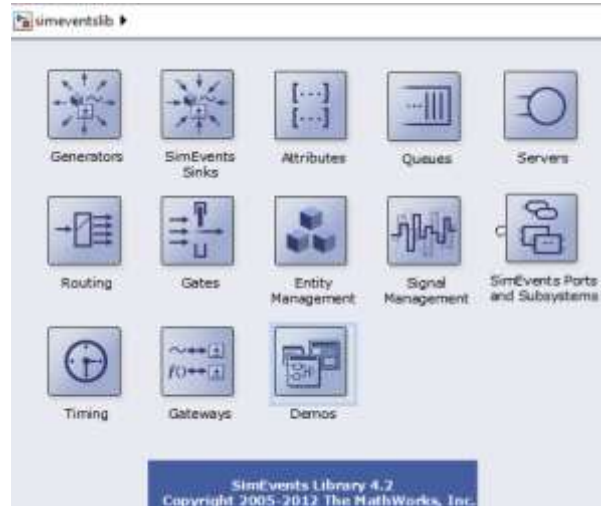 simeventslib
Generators
SimEvents
Sinks
Attributes
Queues
Servers
Routing
Gates
Entity
Management
Signal
Management
SimEvents Ports
and Subsystems
Timing
Gateways
Demos
SimEvents Library 4.2
Copyright 2005-2012 The MathWorks, Inc.